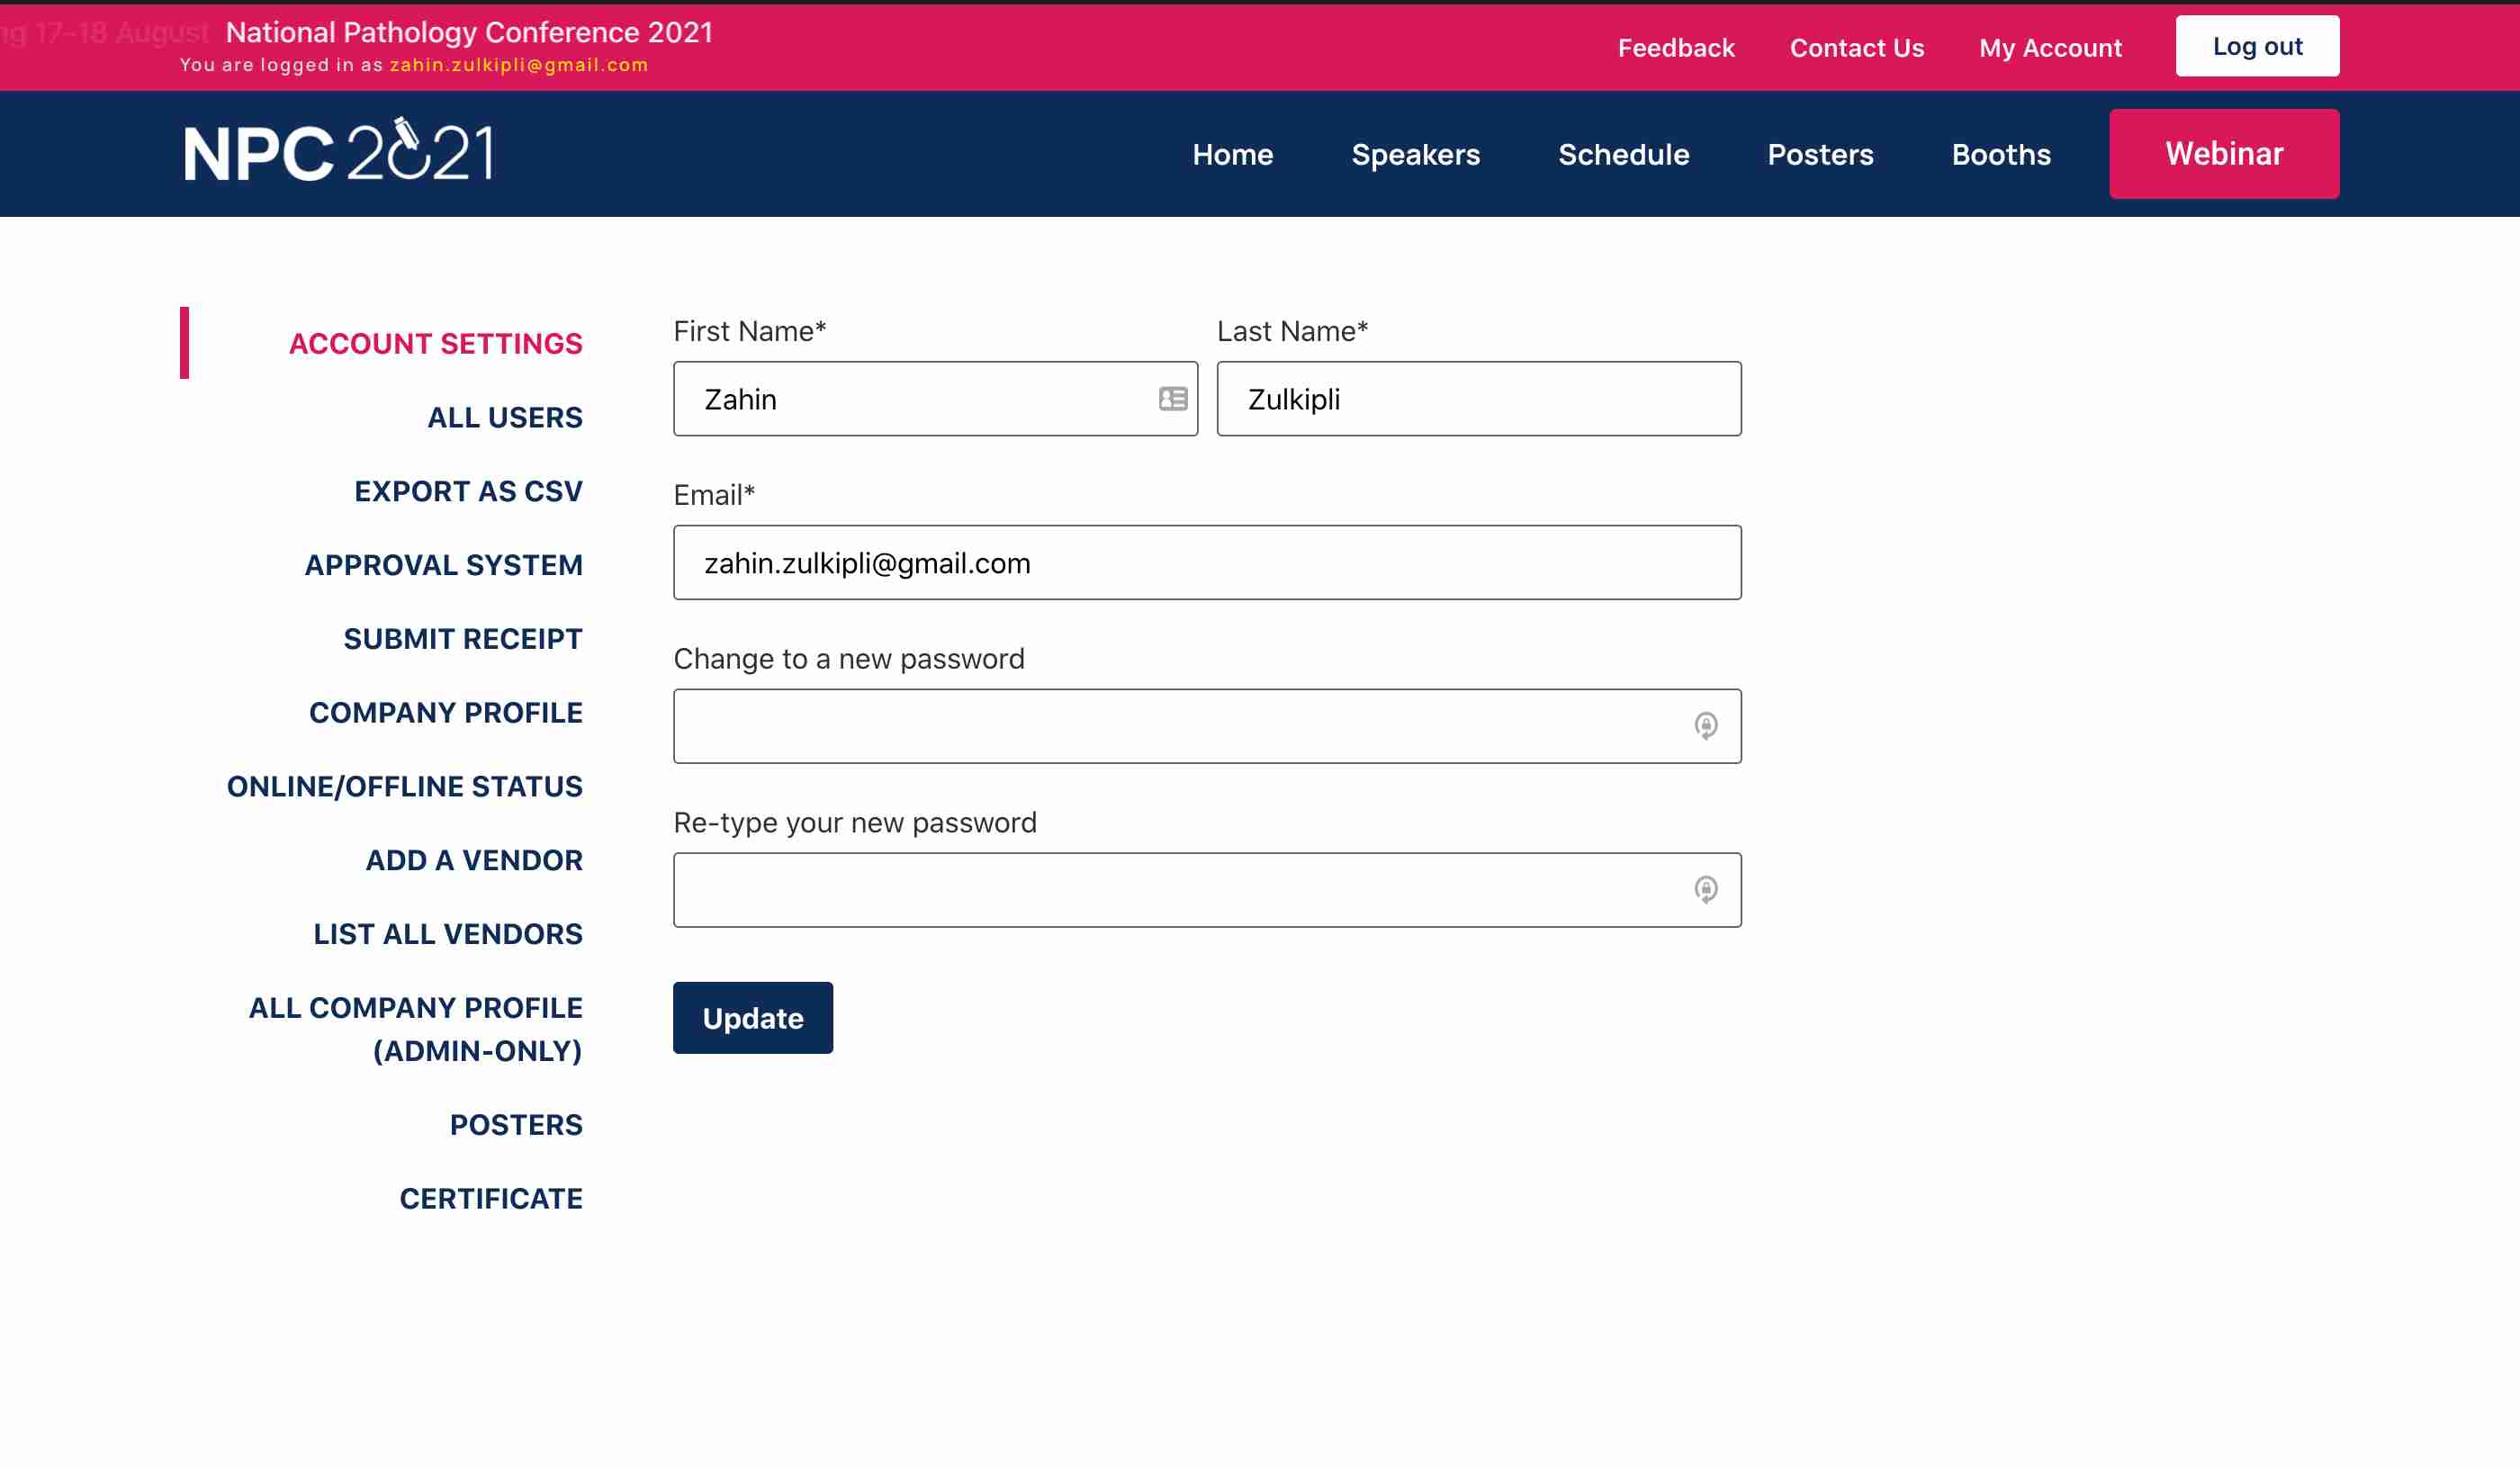 ng 17–18 August National Pathology Conference 2021
You are logged in as zahin.zulkipli@gmail.com
Feedback Contact Us My Account Log out
NPC 2021
Home Speakers Schedule Posters Booths Webinar
ACCOUNT SETTINGS
ALL USERS
EXPORT AS CSV
APPROVAL SYSTEM
SUBMIT RECEIPT
COMPANY PROFILE
ONLINE/OFFLINE STATUS
ADD A VENDOR
LIST ALL VENDORS
ALL COMPANY PROFILE
(ADMIN-ONLY)
POSTERS
CERTIFICATE
First Name* Last Name*
Zahin Zulkipli
Email*
zahin.zulkipli@gmail.com
Change to a new password
Re-type your new password
Update